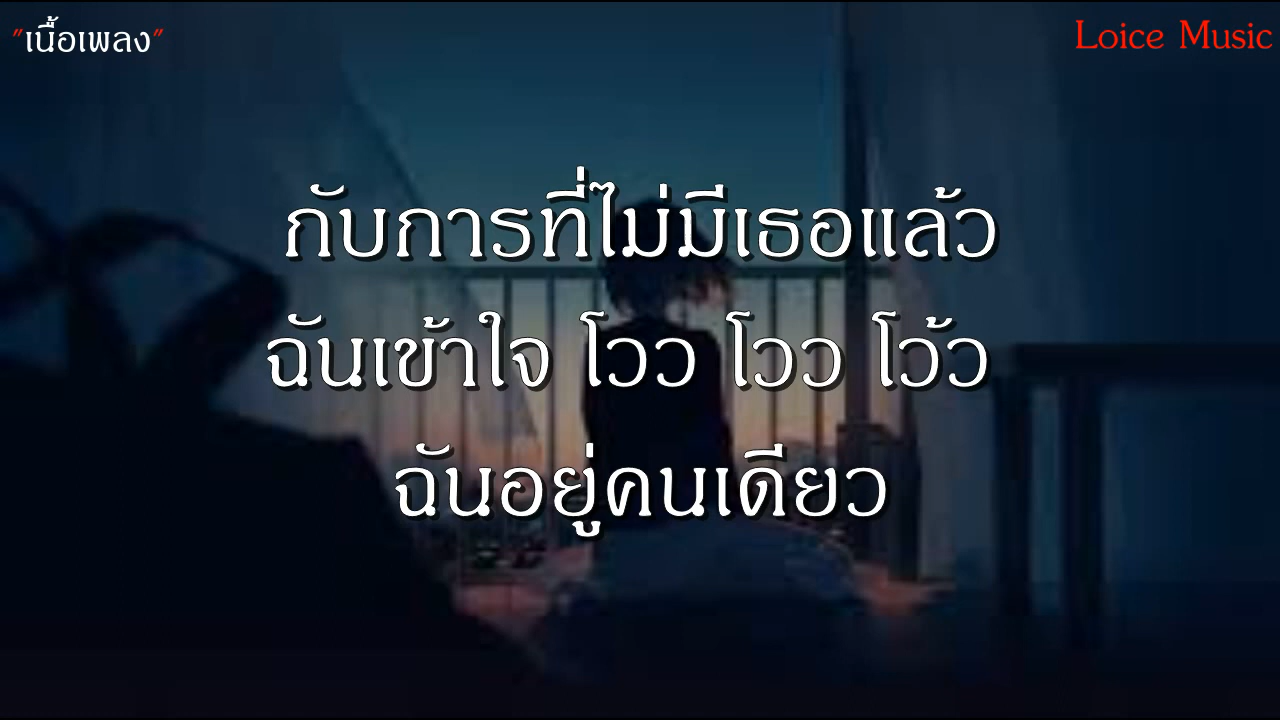 "เนื้อเพลง"
Loice Music
กับการที่ไม่มีเธอแล้ว
ฉันเข้าใจ โวว โวว โว้ว
ฉันอยู่คนเดียว